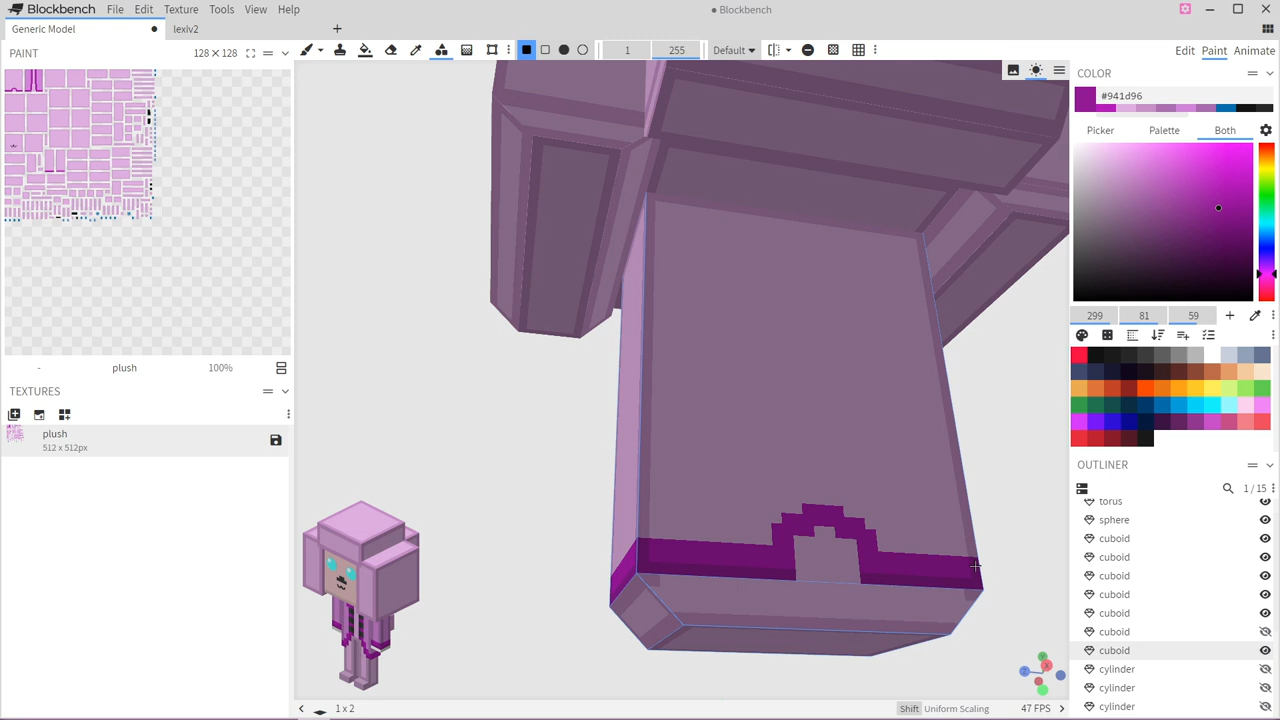 Blockbench File Edit Texture Tools View Help
Blockbench
Generic Model lexiv2
PAINT 128 × 128
1 255 Default
Edit Paint Animate
COLOR
#941d96
Picker Palette Both
299 81 59
- plush 100%
TEXTURES
plush
512 x 512px
OUTLINER
1 / 15
torus
sphere
cuboid
cuboid
cuboid
cuboid
cuboid
cuboid
cuboid
cylinder
cylinder
cylinder
1 x 2 Shift Uniform Scaling 47 FPS